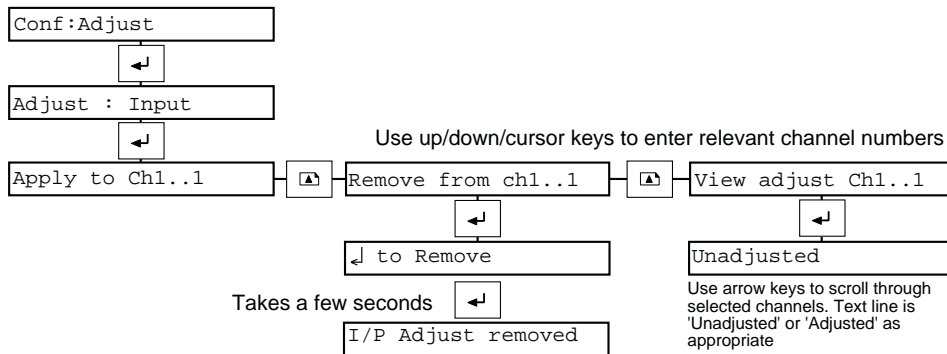 Conf:Adjust
Adjust : Input
Use up/down/cursor keys to enter relevant channel numbers
Apply to Ch1..1
Remove from ch1..1
View adjust Ch1..1
↲ to Remove
Unadjusted
Use arrow keys to scroll through
selected channels. Text line is
'Unadjusted' or 'Adjusted' as
appropriate
Takes a few seconds
I/P Adjust removed